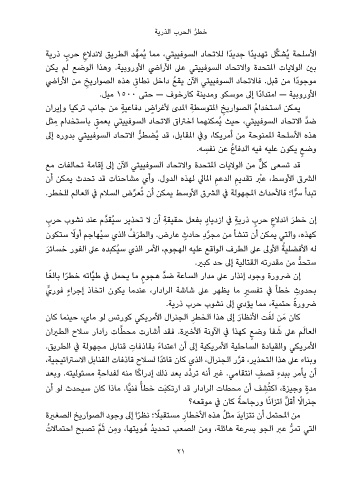 خطرُ الحرب الذرية
الأسلحة يُشكِّل تهديدًا جديدًا للاتحاد السوفييتي، مما يُمهِّد الطريق لاندلاع حرب ذرية
بين الولايات المتحدة والاتحاد السوفييتي على الأراضي الأوروبية. وهذا الوضع لم يكن
موجودًا من قبل. فالاتحاد السوفييتي الآن يقعُ داخل نطاق هذه الصواريخ من الأراضي
الأوروبية — امتدادًا إلى موسكو ومدينة كارخوف — حتى ١٥٠٠ ميل.
يمكن استخدامُ الصواريخ المتوسطةِ المدى لأغراضٍ دفاعيةٍ من جانب تركيا وإيران
ضدَّ الاتحاد السوفييتي، حيث يُمكنهما اختراق الاتحاد السوفييتي بعمق باستخدام مِثل
هذه الأسلحة الممنوحة من أمريكا، وفي المقابل، قد يُضطرُّ الاتحاد السوفييتي بدوره إلى
وضعٍ يكون عليه فيه الدفاعُ عن نفسِه.
قد تسعى كلٌّ من الولايات المتحدة والاتحاد السوفييتي الآن إلى إقامة تحالفات مع
الشرق الأوسط، عبْر تقديم الدعم المالي لهذه الدول. وأي مشاحنات قد تحدث يمكن أن
تبدأ سرًّا؛ فالأحداث المجهولة في الشرق الأوسط يمكن أن تُعرِّض السلام في العالم للخطر.
إن خطرَ اندلاعِ حربٍ ذريةٍ في ازديادٍ بفعل حقيقةِ أن لا تحذيرَ سيُقدَّم عند نشوب حربٍ
كهذه، والتي يمكن أن تنشأ من مجرَّدِ حادثٍ عارض. والطرَفُ الذي سيُهاجم أولًا ستكون
له الأفضليةُ الأولى على الطرف الواقع عليه الهجوم، الأمر الذي سيُكبده على الفور خسائرَ
ستحدُّ من مقدرته القتالية إلى حد كبير.
إن ضرورة وجود إنذار على مدار الساعة ضدَّ هجومٍ ما يحمل في طيَّاته خطرًا بالغًا
بحدوثِ خطأ في تفسيرِ ما يظهر على شاشة الرادار، عندما يكون اتخاذ إجراءٍ فوريٍّ
ضرورةً حتمية، مما يؤدي إلى نشوب حرب ذرية.
كان مَن لفَت الأنظارَ إلى هذا الخطر الجنرال الأمريكي كورتس لو ماي، حينما كان
العالَم على شفا وضعٍ كهذا في الآونة الأخيرة. فقد أشارت محطَّات رادار سلاح الطيران
الأمريكي والقيادة الساحلية الأمريكية إلى أن اعتداءً بقاذفاتِ قنابل مجهولة في الطريق.
وبناء على هذا التحذير، قرَّر الجنرال، الذي كان قائدًا لسلاح قاذفات القنابل الاستراتيجية،
أن يأمر ببدءِ قصفٍ انتقامي. غيرَ أنه تردَّد بعد ذلك إدراكًا منه لفداحةِ مسئوليته. وبعد
مدةٍ وجيزة، اكتُشِف أن محطات الرادار قد ارتكبَت خطأً فنيًّا. ماذا كان سيحدث لو أن
جنرالًا أقلَّ اتزانًا ورجاحةً كان في موقعه؟
من المحتمل أن تتزايدَ مثلُ هذه الأخطارِ مستقبلًا؛ نظرًا إلى وجود الصواريخ الصغيرة
التي تمرُّ عبر الجو بسرعة هائلة. ومن الصعب تحديدُ هُويتها، ومِن ثَمَّ تصبح احتمالاتُ
٢١